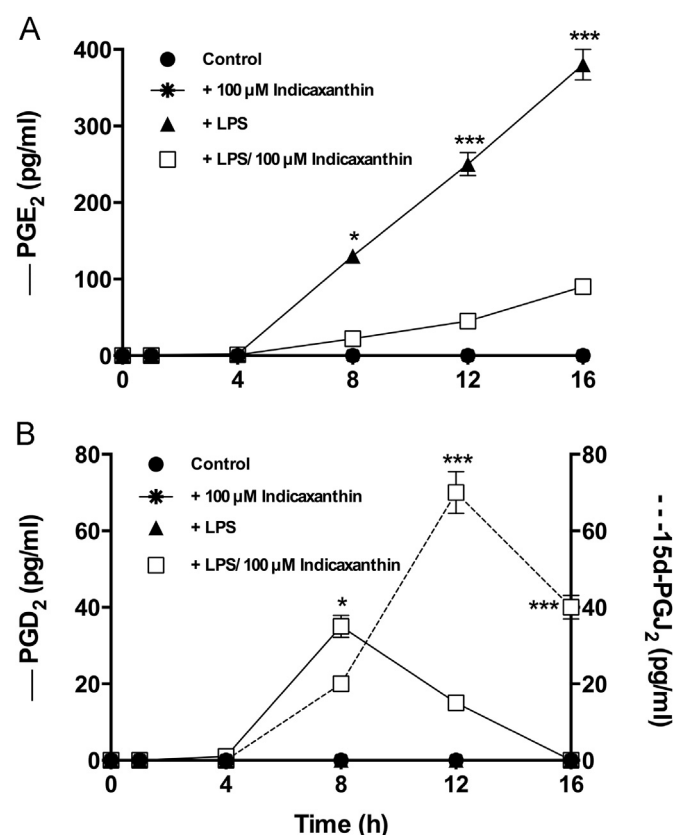 A
400
300
200
100
0
— PGE2 (pg/ml)
Control
+ 100 µM Indicaxanthin
+ LPS
+ LPS/ 100 µM Indicaxanthin
*
***
***
0 4 8 12 16
B
80
60
40
20
0
— PGD2 (pg/ml)
Control
+ 100 µM Indicaxanthin
+ LPS
+ LPS/ 100 µM Indicaxanthin
*
***
***
80
60
40
20
0
---15d-PGJ2 (pg/ml)
0 4 8 12 16
Time (h)